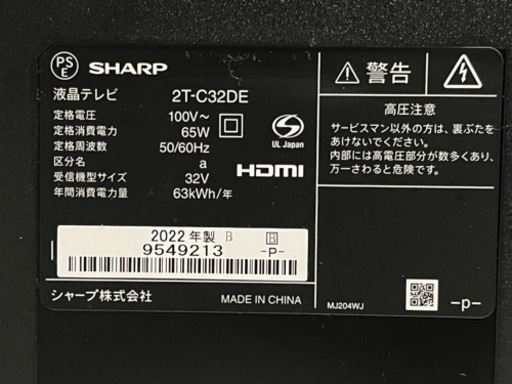 PS
E
SHARP
液晶テレビ 2T-C32DE
定格電圧 100V～
定格消費電力 65W
定格周波数 50/60Hz
区分名 a
受信機型サイズ 32V
年間消費電力量 63kWh/年
S
UL Japan
HDMI
2022 年製 B B
9549213 -P-
シャープ株式会社 MADE IN CHINA
警告
高圧注意
サービスマン以外の方は、裏ぶたを
あけないでください。
内部には高電圧部分が数多くあり、
万一さわると危険です。
MJ204WJ
-p-